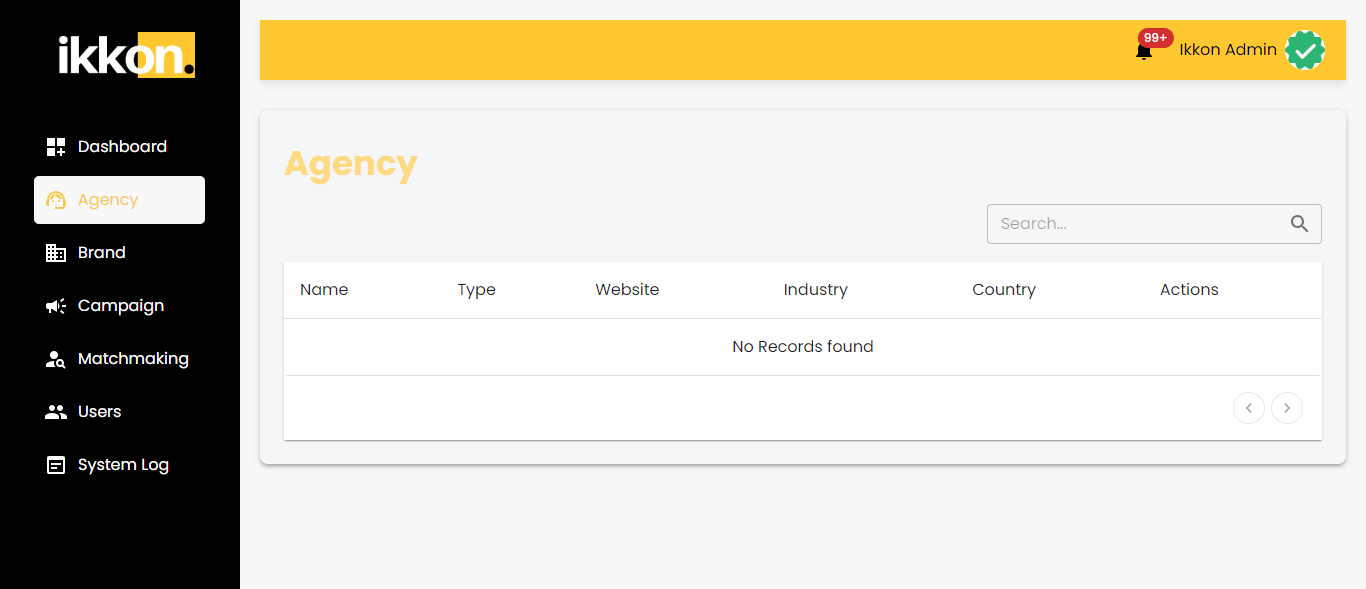 ikkon.
99+
Ikkon Admin
Dashboard
Agency
Brand
Campaign
Matchmaking
Users
System Log
Agency
Search...
Name Type Website Industry Country Actions
No Records found